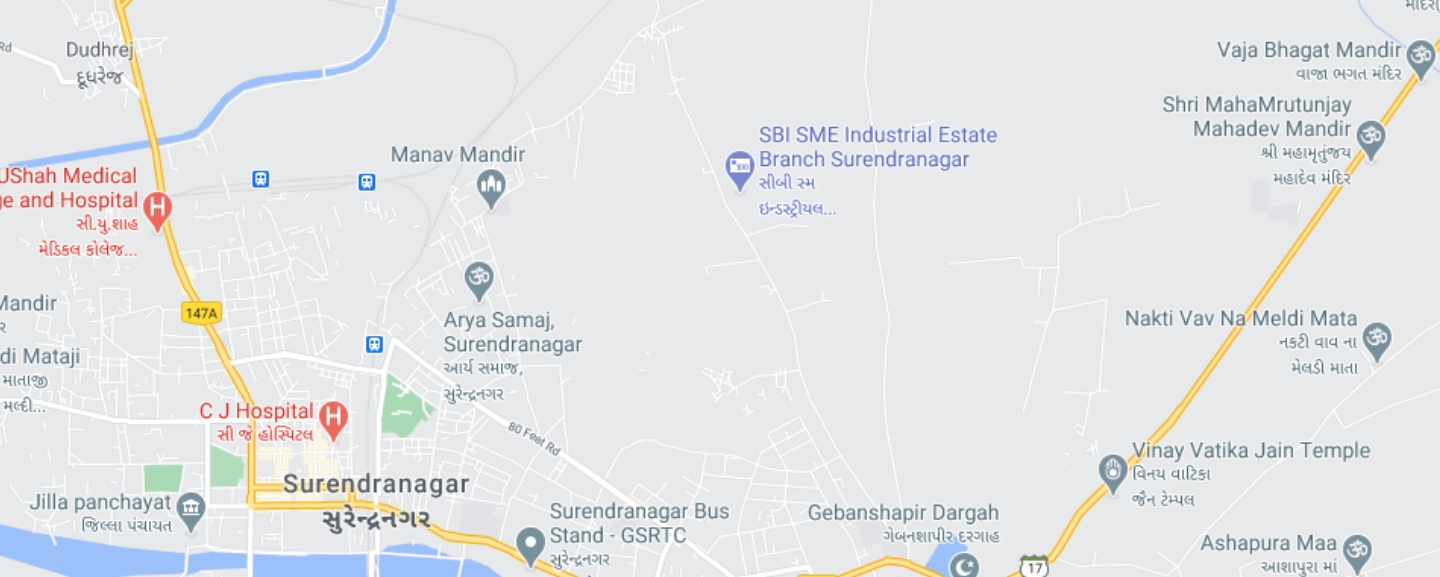 મંદિર
Rd
Dudhrej
દૂધરેજ
Vaja Bhagat Mandir
વાજા ભગત મંદિર
Shri MahaMrutunjay
Mahadev Mandir
શ્રી મહામૃતુંજય
મહાદેવ મંદિર
SBI SME Industrial Estate
Branch Surendranagar
સીબી સ્મ
ઇન્ડસ્ટ્રીયલ...
Manav Mandir
UShah Medical
ge and Hospital
સી.યુ.શાહ
મેડિકલ કોલેજ...
Arya Samaj,
Surendranagar
આર્ય સમાજ,
સુરેન્દ્રનગર
Mandir
ર
147A
di Mataji
માતાજી
મલ્દી...
Nakti Vav Na Meldi Mata
નકટી વાવ ના
મેલડી માતા
C J Hospital
સી જે હોસ્પિટલ
80 Feet Rd
Vinay Vatika Jain Temple
વિનય વાટિકા
જૈન ટેમ્પલ
Surendranagar
સુરેન્દ્રનગર
Jilla panchayat
જિલ્લા પંચાયત
Surendranagar Bus
Stand - GSRTC
સુરેન્દ્રનગર
Gebanshapir Dargah
ગેબનશાપીર દરગાહ
17
Ashapura Maa
આશાપુરા માં